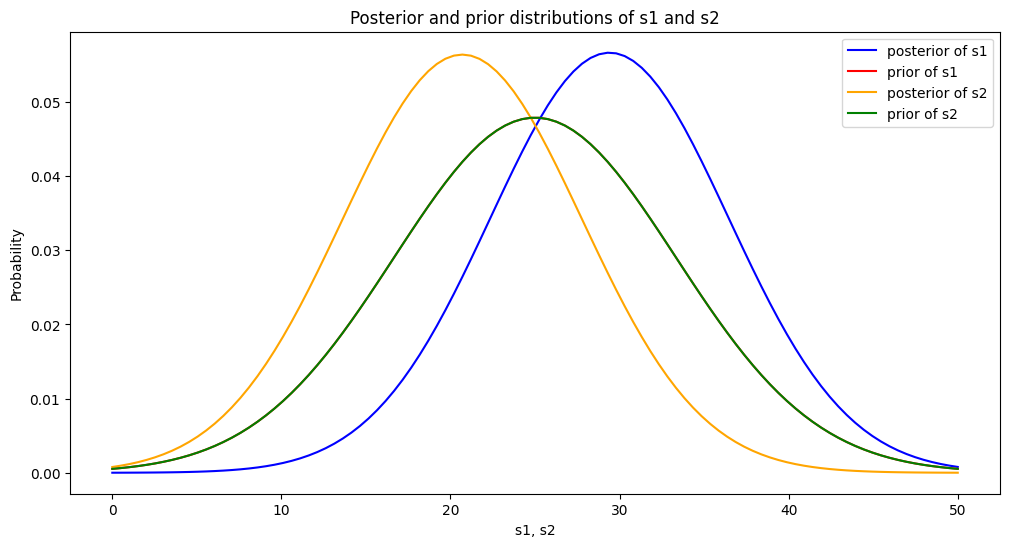 Posterior and prior distributions of s1 and s2
posterior of s1
prior of s1
posterior of s2
prior of s2
0.05
0.04
0.03
0.02
0.01
0.00
Probability
0 10 20 30 40 50
s1, s2